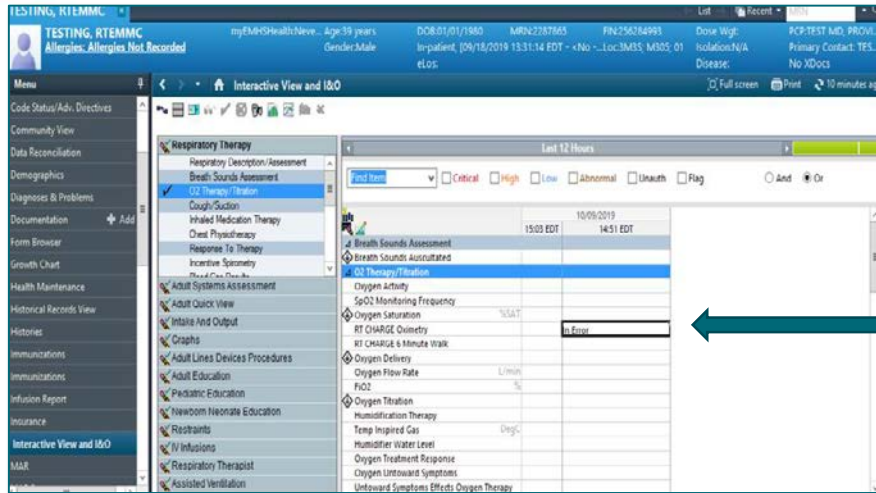 TESTING, RTEMMC
List
Recent
MRN
TESTING, RTEMMC
Allergies: Allergies Not Recorded
myEMHSHealth:Neve... Age:39 years
Gender:Male
DOB:01/01/1980 MRN:2287865 FIN:256284993
In-patient, [09/18/2019 13:31:14 EDT - <No -...Loc:3M3S; M305; 01
eLos:
Dose Wgt:
Isolation:N/A
Disease:
PCP:TEST MD, PROVI...
Primary Contact: TES...
No XDocs
Menu
Interactive View and I&O
Full screen Print 10 minutes ag
Code Status/Adv. Directives
Community View
Data Reconciliation
Demographics
Diagnoses & Problems
Documentation Add
Form Browser
Growth Chart
Health Maintenance
Historical Records View
Histories
Immunizations
Immunizations
Infusion Report
Insurance
Interactive View and I&O
MAR
Respiratory Therapy
Respiratory Description/Assessment
Breath Sounds Assessment
O2 Therapy/Titration
Cough/Suction
Inhaled Medication Therapy
Chest Physiotherapy
Response To Therapy
Incentive Spirometry
Blood Gas Results
Adult Systems Assessment
Adult Quick View
Intake And Output
Graphs
Adult Lines Devices Procedures
Adult Education
Pediatric Education
Newborn Neonate Education
Restraints
IV Infusions
Respiratory Therapist
Assisted Ventilation
Last 12 Hours
Find Item Critical High Low Abnormal Unauth Flag And Or
10/09/2019
15:03 EDT 14:51 EDT
Breath Sounds Assessment
Breath Sounds Auscultated
O2 Therapy/Titration
Oxygen Activity
SpO2 Monitoring Frequency
Oxygen Saturation %SAT
RT CHARGE Oximetry In Error
RT CHARGE 6 Minute Walk
Oxygen Delivery
Oxygen Flow Rate L/min
FiO2 %
Oxygen Titration
Humidification Therapy
Temp Inspired Gas DegC
Humidifier Water Level
Oxygen Treatment Response
Oxygen Untoward Symptoms
Untoward Symptoms Effects Oxygen Therapy